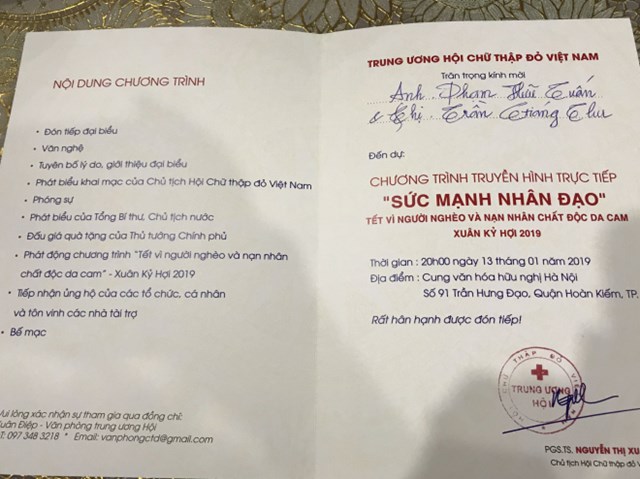 NỘI DUNG CHƯƠNG TRÌNH
• Đón tiếp đại biểu
• Văn nghệ
• Tuyên bố lý do, giới thiệu đại biểu
• Phát biểu khai mạc của Chủ tịch Hội Chữ thập đỏ Việt Nam
• Phóng sự
• Phát biểu của Tổng Bí thư, Chủ tịch nước
• Đấu giá quà tặng của Thủ tướng Chính phủ
• Phát động chương trình "Tết vì người nghèo và nạn nhân
chất độc da cam" - Xuân Kỷ Hợi 2019
• Tiếp nhận ủng hộ của các tổ chức, cá nhân
và tôn vinh các nhà tài trợ
• Bế mạc
Vui lòng xác nhận sự tham gia qua đồng chí:
Xuân Điệp - Văn phòng trung ương Hội
T: 097 348 3218 * Email: vanphongctd@gmail.com
TRUNG ƯƠNG HỘI CHỮ THẬP ĐỎ VIỆT NAM
Trân trọng kính mời
Anh. Phạm Hữu Tuấn
& Chị. Trần Giáng Thu
Đến dự:
CHƯƠNG TRÌNH TRUYỀN HÌNH TRỰC TIẾP
"SỨC MẠNH NHÂN ĐẠO"
TẾT VÌ NGƯỜI NGHÈO VÀ NẠN NHÂN CHẤT ĐỘC DA CAM
XUÂN KỶ HỢI 2019
Thời gian : 20h00 ngày 13 tháng 01 năm 2019
Địa điểm : Cung văn hóa hữu nghị Hà Nội
Số 91 Trần Hưng Đạo, Quận Hoàn Kiếm, TP.
Rất hân hạnh được đón tiếp!
CHỮ THẬP ĐỎ VIỆT
TRUNG ƯƠNG
HỘI
PGS.TS. NGUYỄN THỊ XU
Chủ tịch Hội Chữ thập đỏ V